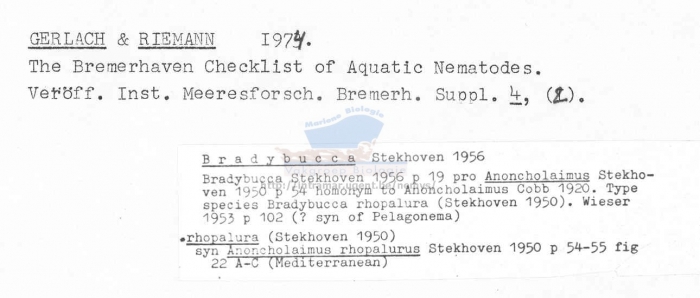 GERLACH & RIEMANN 1974.
The Bremerhaven Checklist of Aquatic Nematodes.
Veröff. Inst. Meeresforsch. Bremerh. Suppl. 4, (2).
Marine Biologie
B r a d y b u c c a Stekhoven 1956
Bradybucca Stekhoven 1956 p 19 pro Anoncholaimus Stekho-
ven 1950 p 54 homonym to Anoncholaimus Cobb 1920. Type
species Bradybucca rhopalura (Stekhoven 1950). Wieser
1953 p 102 (? syn of Pelagonema)
•rhopalura (Stekhoven 1950)
syn Anoncholaimus rhopalurus Stekhoven 1950 p 54-55 fig
22 A-C (Mediterranean)